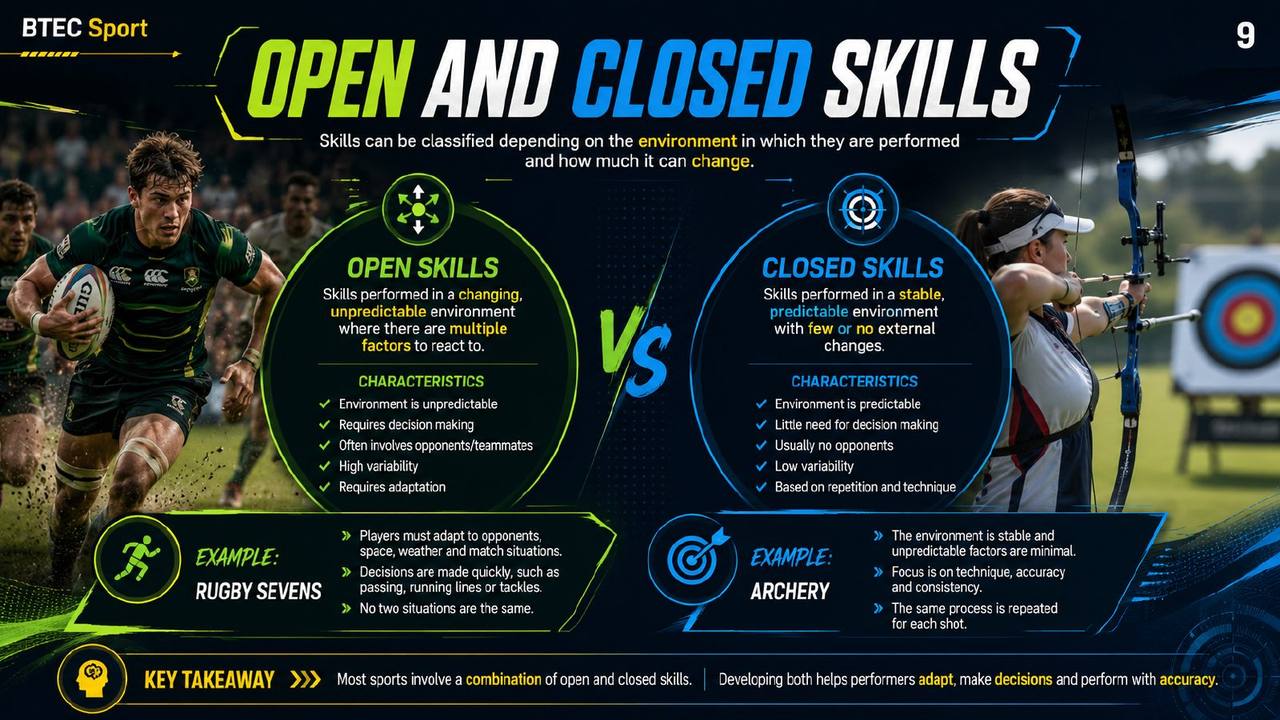 BTEC Sport
9
OPEN AND CLOSED SKILLS
Skills can be classified depending on the environment in which they are performed
and how much it can change.
OPEN SKILLS
Skills performed in a changing,
unpredictable environment
where there are multiple
factors to react to.
CHARACTERISTICS
Environment is unpredictable
Requires decision making
Often involves opponents/teammates
High variability
Requires adaptation
VS
CLOSED SKILLS
Skills performed in a stable,
predictable environment
with few or no external
changes.
CHARACTERISTICS
Environment is predictable
Little need for decision making
Usually no opponents
Low variability
Based on repetition and technique
EXAMPLE:
RUGBY SEVENS
Players must adapt to opponents,
space, weather and match situations.
Decisions are made quickly, such as
passing, running lines or tackles.
No two situations are the same.
EXAMPLE:
ARCHERY
The environment is stable and
unpredictable factors are minimal.
Focus is on technique, accuracy
and consistency.
The same process is repeated
for each shot.
KEY TAKEAWAY
Most sports involve a combination of open and closed skills.
Developing both helps performers adapt, make decisions and perform with accuracy.